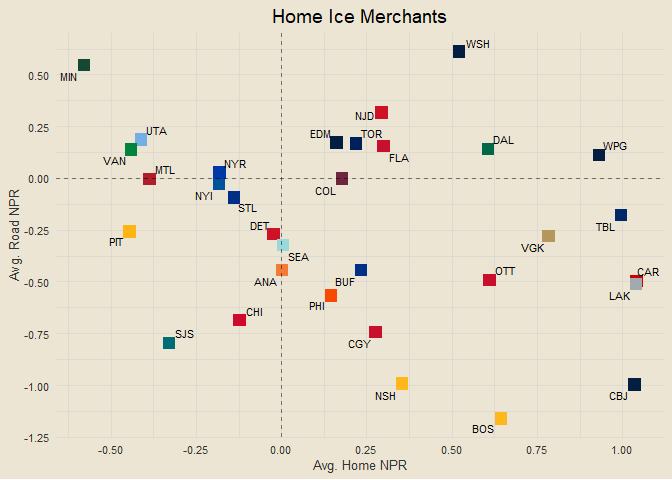 Home Ice Merchants
WSH
0.50
MIN
0.25
NJD
UTA
EDM
TOR
DAL
WPG
VAN
FLA
MTL
NYR
0.00
COL
NYI
STL
TBL
DET
-0.25
PIT
VGK
SEA
ANA
BUF
OTT
CAR
-0.50
LAK
PHI
CHI
SJS
-0.75
CGY
-1.00
NSH
CBJ
BOS
-1.25
Avg. Road NPR
-0.50
-0.25
0.00
0.25
0.50
0.75
1.00
Avg. Home NPR